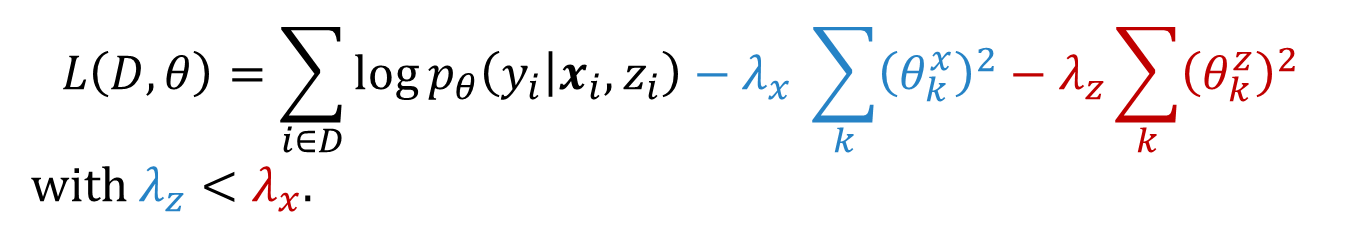 L(D, θ) = ∑_{i∈D} log p_θ(y_i|𝒙_i, z_i) − λ_x ∑_k (θ_k^x)^2 − λ_z ∑_k (θ_k^z)^2
with λ_z < λ_x.